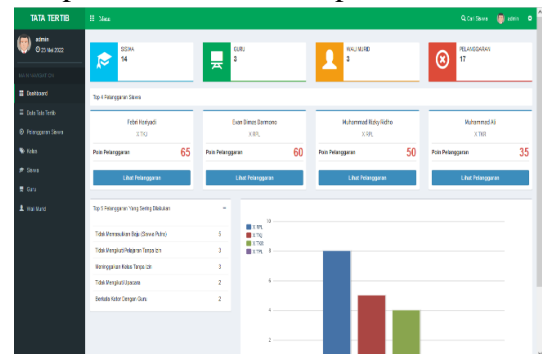 TATA TERTIB
Menu
Cari Siswa
admin
admin
25 Mei 2022
MAIN NAVIGATION
Dashboard
Data Tata Tertib
Pelanggaran Siswa
Kelas
Siswa
Guru
Wali Murid
SISWA
14
GURU
3
WALI MURID
3
PELANGGARAN
17
Top 4 Pelanggaran Siswa
Febri Hariyadi
X TKJ
Poin Pelanggaran 65
Lihat Pelanggaran
Evan Dimas Darmono
X RPL
Poin Pelanggaran 60
Lihat Pelanggaran
Muhammad Rizky Ridho
X RPL
Poin Pelanggaran 50
Lihat Pelanggaran
Muhammad Ali
X TKR
Poin Pelanggaran 35
Lihat Pelanggaran
Top 5 Pelanggaran Yang Sering Dilakukan
Tidak Memasukkan Baju (Siswa Putra) 5
Tidak Mengikuti Pelajaran Tanpa Izin 3
Meninggalkan Kelas Tanpa Izin 3
Tidak Mengikuti Upacara 2
Berkata Kotor Dengan Guru 2
X RPL
X TKJ
X TKR
X TPL
10
8
6
4
2